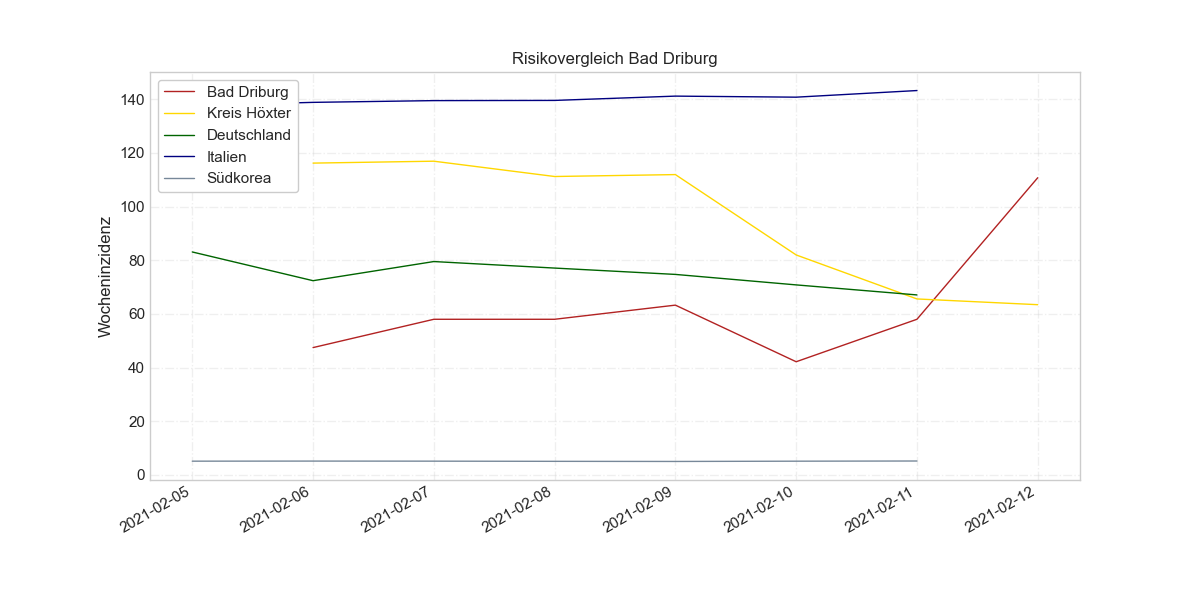 Risikovergleich Bad Driburg
Wocheninzidenz
140
120
100
80
60
40
20
0
Bad Driburg
Kreis Höxter
Deutschland
Italien
Südkorea
2021-02-05
2021-02-06
2021-02-07
2021-02-08
2021-02-09
2021-02-10
2021-02-11
2021-02-12